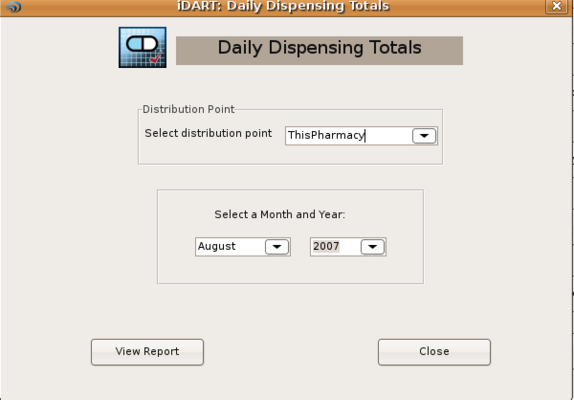 iDART: Daily Dispensing Totals
Daily Dispensing Totals
Distribution Point
Select distribution point ThisPharmacy
Select a Month and Year:
August 2007
View Report Close